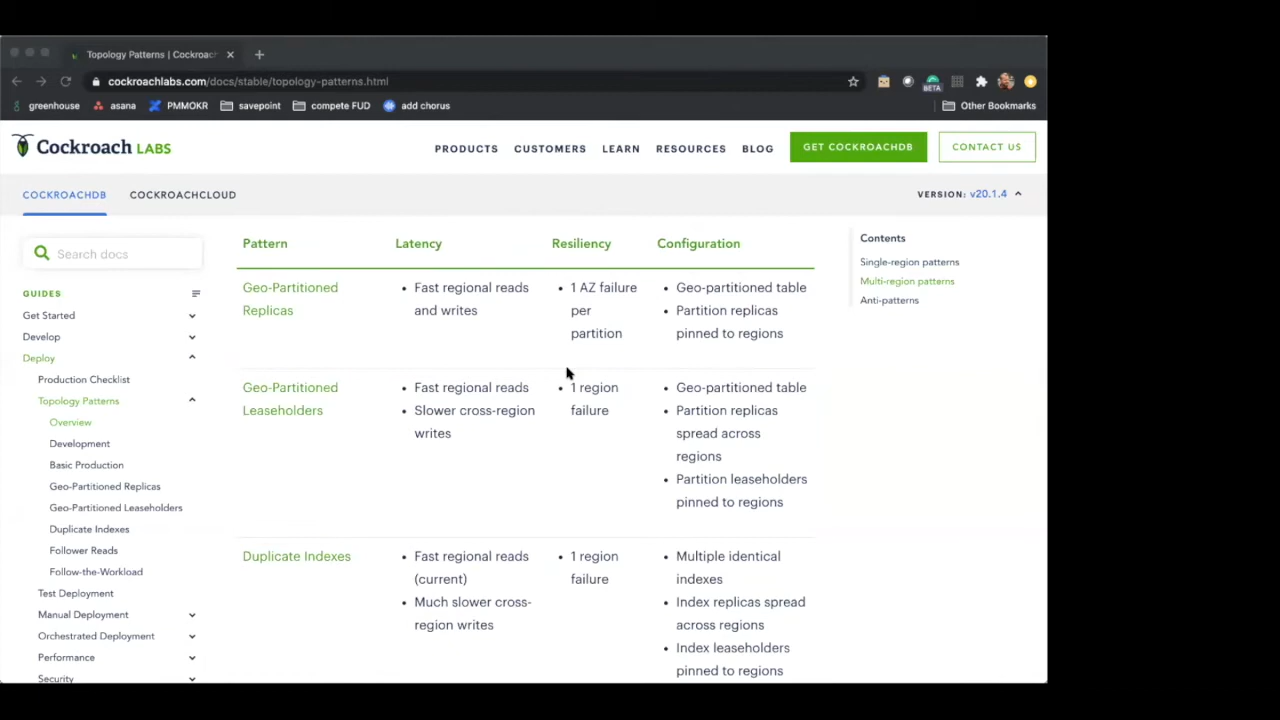 Topology Patterns | Cockroach
cockroachlabs.com/docs/stable/topology-patterns.html
BETA
greenhouse asana PMMOKR savepoint compete FUD add chorus Other Bookmarks
Cockroach LABS PRODUCTS CUSTOMERS LEARN RESOURCES BLOG GET COCKROACHDB CONTACT US
COCKROACHDB COCKROACHCLOUD VERSION: v20.1.4
Search docs
GUIDES
Get Started
Develop
Deploy
Production Checklist
Topology Patterns
Overview
Development
Basic Production
Geo-Partitioned Replicas
Geo-Partitioned Leaseholders
Duplicate Indexes
Follower Reads
Follow-the-Workload
Test Deployment
Manual Deployment
Orchestrated Deployment
Performance
Security
Pattern Latency Resiliency Configuration
Geo-Partitioned
Replicas
• Fast regional reads
and writes
• 1 AZ failure
per
partition
• Geo-partitioned table
• Partition replicas
pinned to regions
Geo-Partitioned
Leaseholders
• Fast regional reads
• Slower cross-region
writes
• 1 region
failure
• Geo-partitioned table
• Partition replicas
spread across
regions
• Partition leaseholders
pinned to regions
Duplicate Indexes
• Fast regional reads
(current)
• Much slower cross-
region writes
• 1 region
failure
• Multiple identical
indexes
• Index replicas spread
across regions
• Index leaseholders
pinned to regions
Contents
Single-region patterns
Multi-region patterns
Anti-patterns